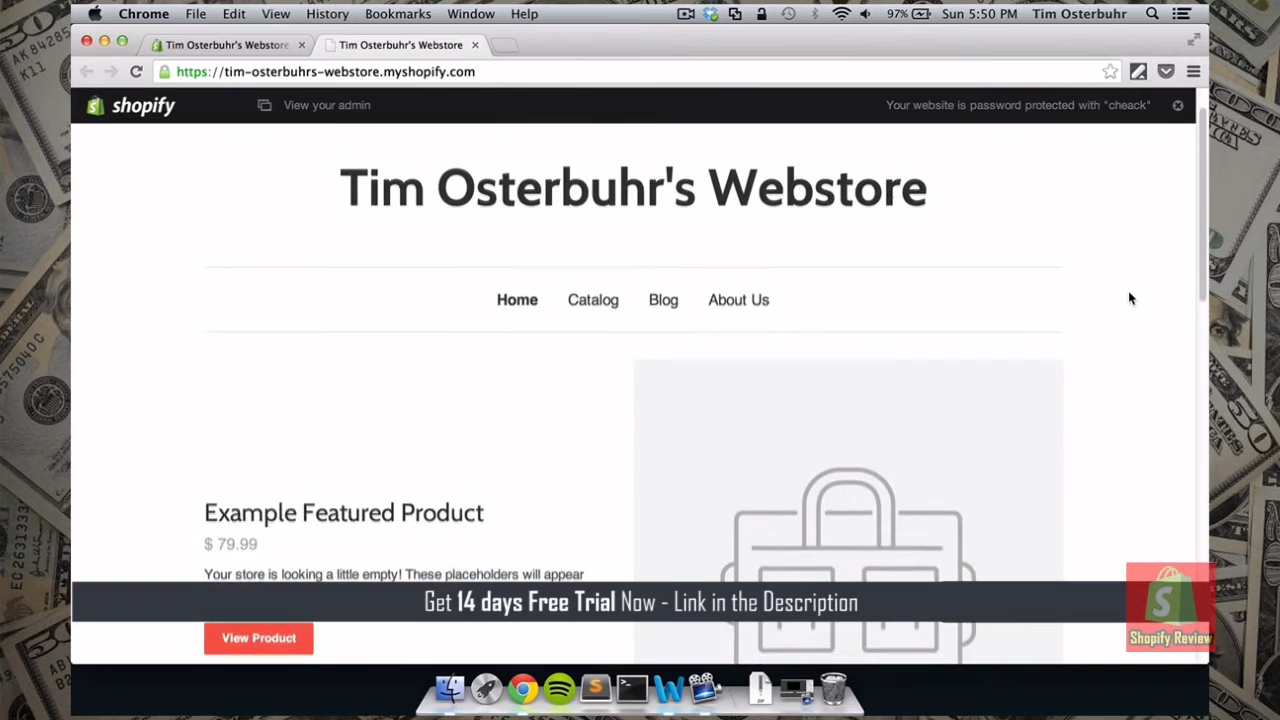 Chrome File Edit View History Bookmarks Window Help 97% Sun 5:50 PM Tim Osterbuhr
Tim Osterbuhr's Webstore Tim Osterbuhr's Webstore
https://tim-osterbuhrs-webstore.myshopify.com
shopify View your admin Your website is password protected with "cheack"
Tim Osterbuhr's Webstore
Home Catalog Blog About Us
Example Featured Product
$ 79.99
Your store is looking a little empty! These placeholders will appear
Get 14 days Free Trial Now - Link in the Description
View Product
Shopify Review